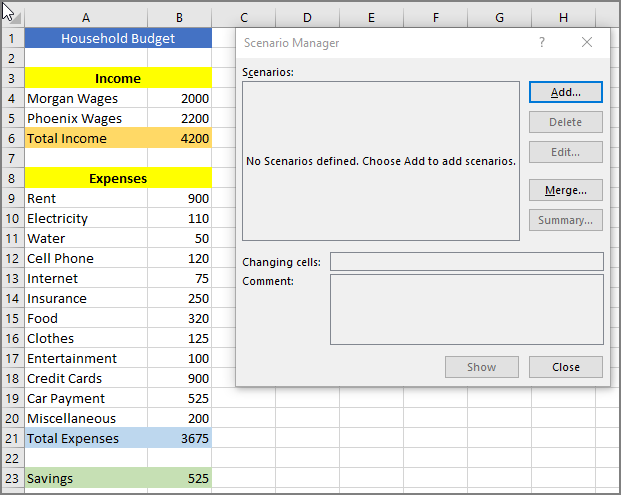 A B C D E F G H
1 Household Budget
2
3 Income
4 Morgan Wages 2000
5 Phoenix Wages 2200
6 Total Income 4200
7
8 Expenses
9 Rent 900
10 Electricity 110
11 Water 50
12 Cell Phone 120
13 Internet 75
14 Insurance 250
15 Food 320
16 Clothes 125
17 Entertainment 100
18 Credit Cards 900
19 Car Payment 525
20 Miscellaneous 200
21 Total Expenses 3675
22
23 Savings 525
Scenario Manager ? ×
Scenarios:
No Scenarios defined. Choose Add to add scenarios.
Add...
Delete
Edit...
Merge...
Summary...
Changing cells:
Comment:
Show Close